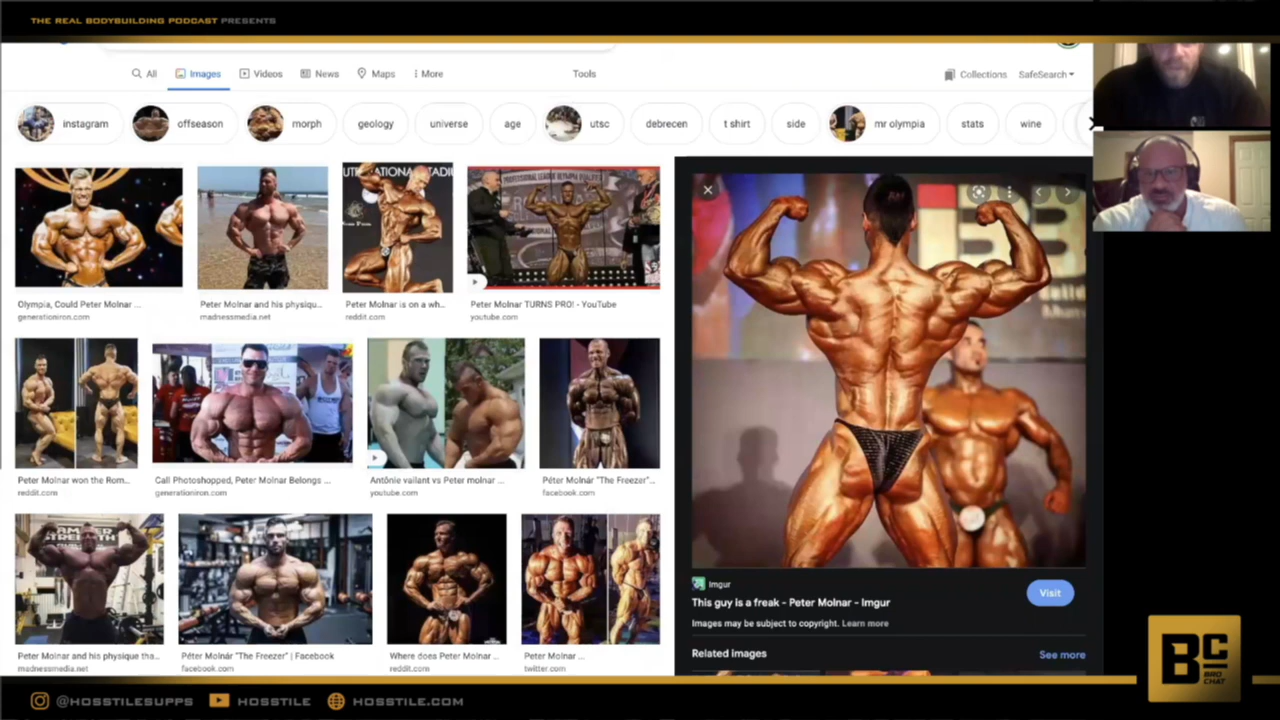 THE REAL BODYBUILDING PODCAST PRESENTS
All Images Videos News Maps More Tools Collections SafeSearch
instagram offseason morph geology universe age utsc debrecen t shirt side mr olympia stats wine
Olympia, Could Peter Molnar ...
generationiron.com
Peter Molnar and his physiqu...
madnessmedia.net
Peter Molnar is on a wh...
reddit.com
Peter Molnar TURNS PRO! - YouTube
youtube.com
Peter Molnar won the Rom...
reddit.com
Call Photoshopped, Peter Molnar Belongs ...
generationiron.com
Antônie vailant vs Peter molnar ...
youtube.com
Péter Molnár "The Freezer"...
facebook.com
Peter Molnar and his physique tha...
madnessmedia.net
Péter Molnár "The Freezer" | Facebook
facebook.com
Where does Peter Molnar ...
reddit.com
Peter Molnar ...
twitter.com
Imgur
This guy is a freak - Peter Molnar - Imgur
Visit
Images may be subject to copyright. Learn more
Related images
See more
BC
BRO
CHAT
@HOSSTILESUPPS HOSSTILE HOSSTILE.COM